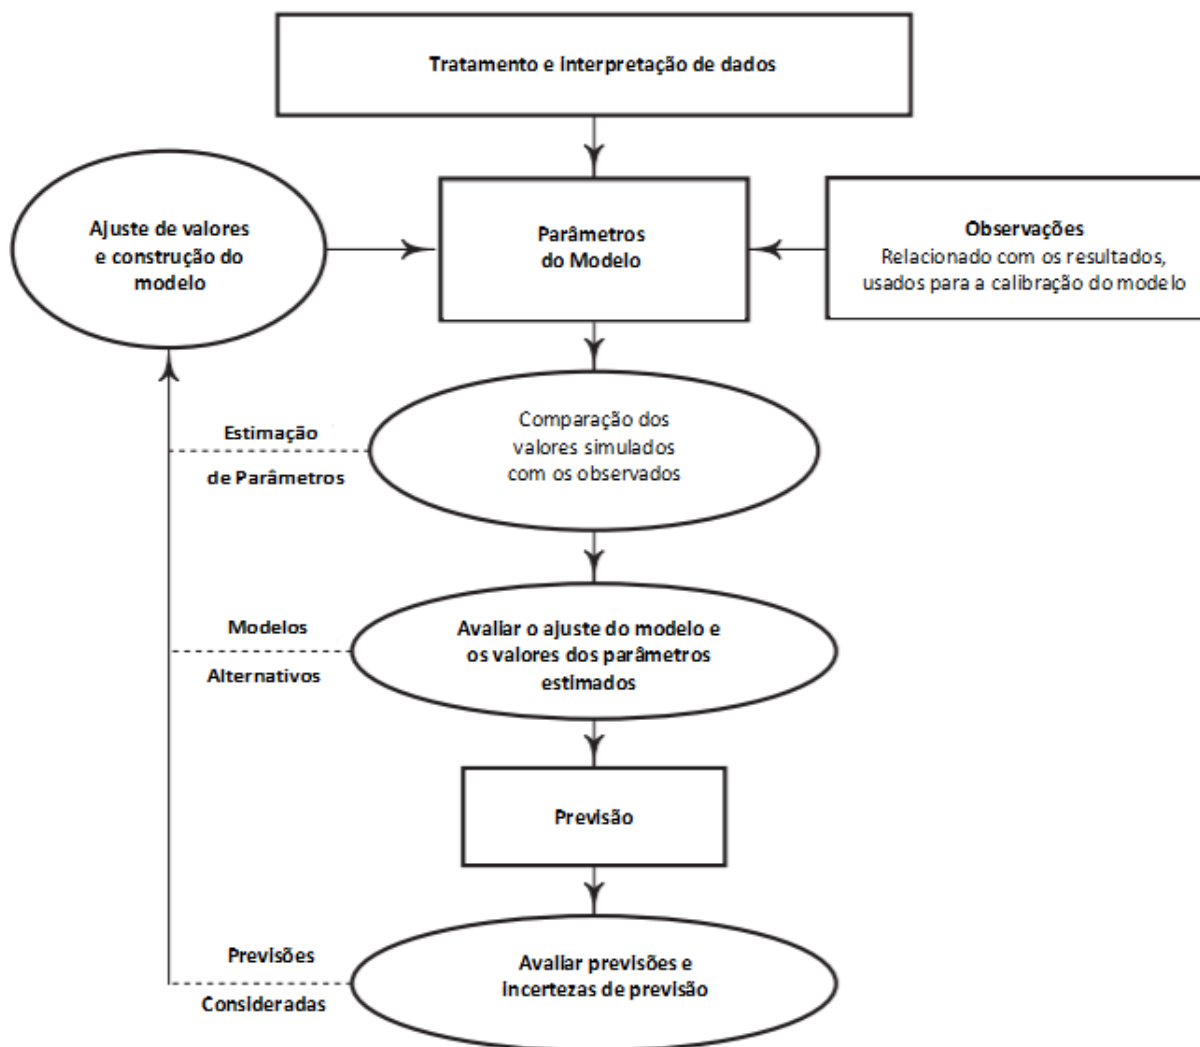 Tratamento e interpretação de dados
Ajuste de valores
e construção do
modelo
Parâmetros
do Modelo
Observações
Relacionado com os resultados,
usados para a calibração do modelo
Estimação
de Parâmetros
Comparação dos
valores simulados
com os observados
Modelos
Alternativos
Avaliar o ajuste do modelo e
os valores dos parâmetros
estimados
Previsão
Previsões
Consideradas
Avaliar previsões e
incertezas de previsão